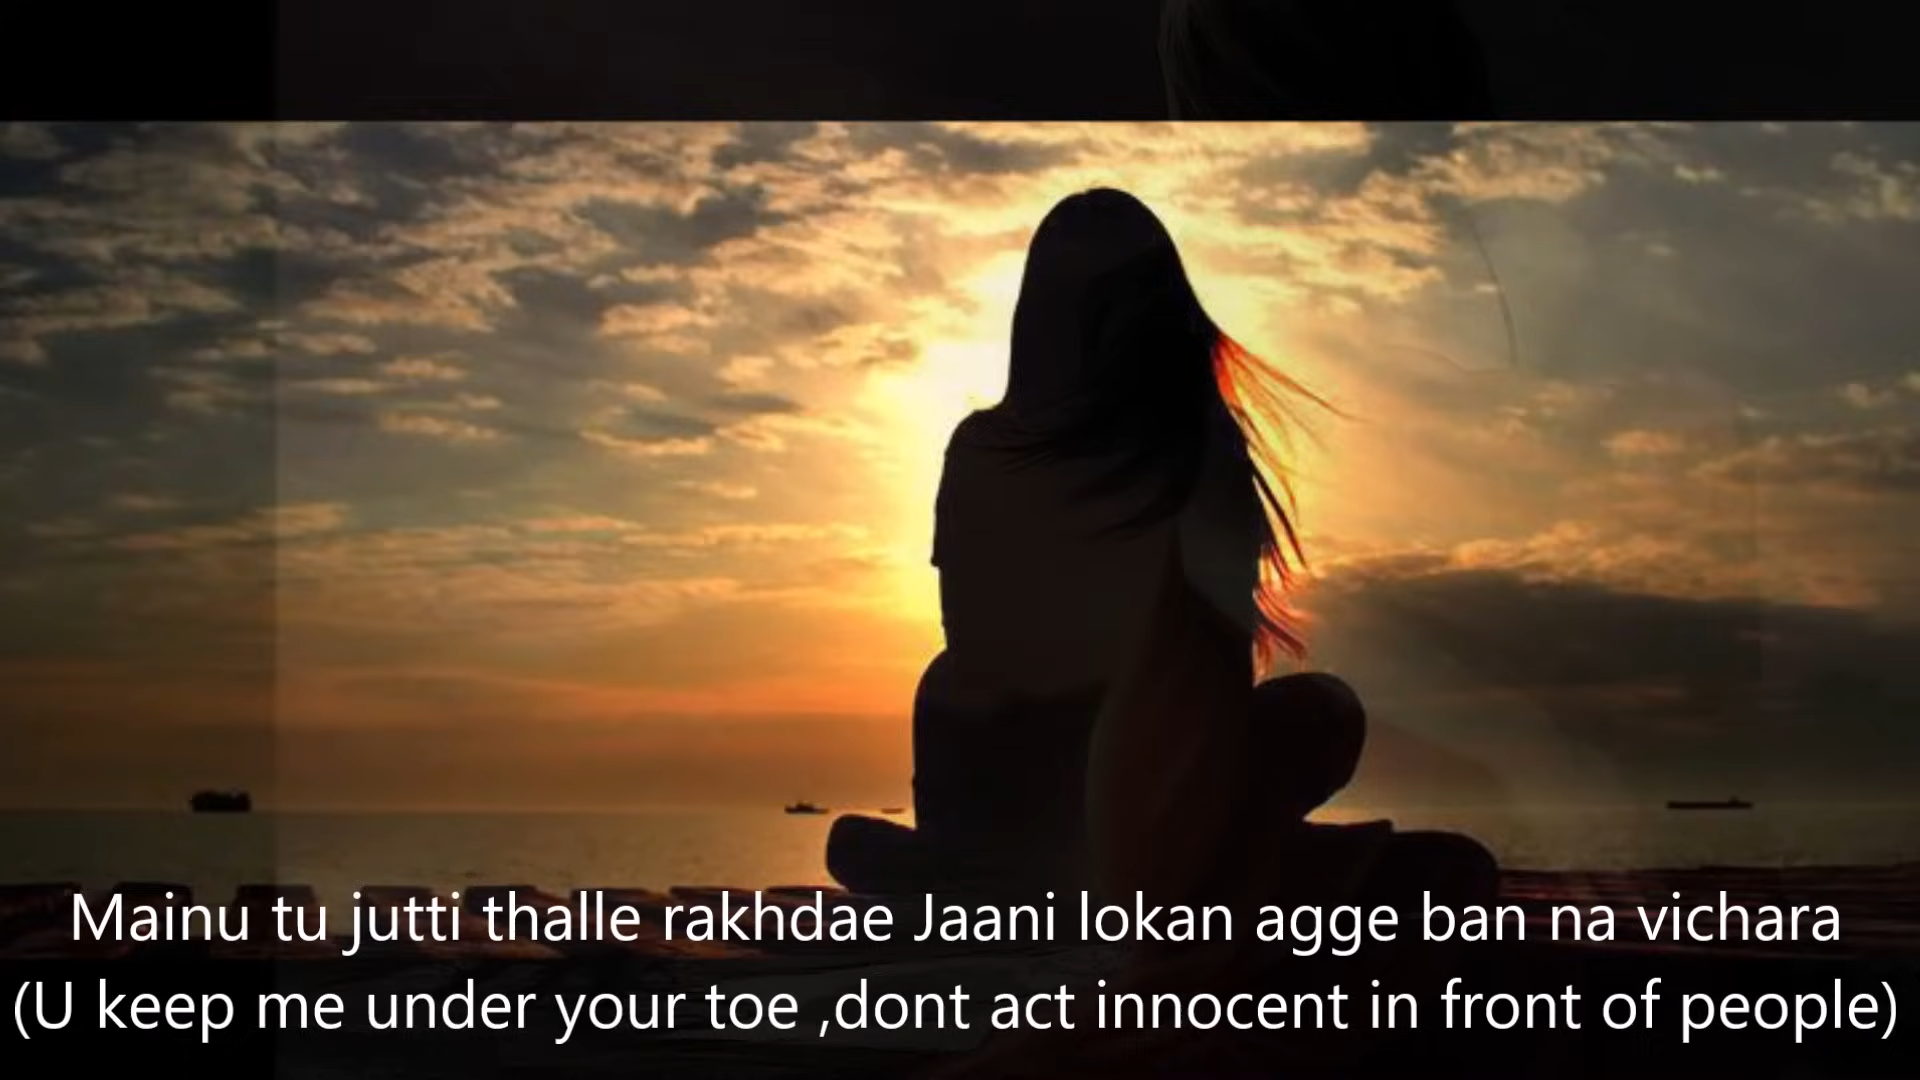 Mainu tu jutti thalle rakhdae Jaani lokan agge ban na vichara
(U keep me under your toe ,dont act innocent in front of people)